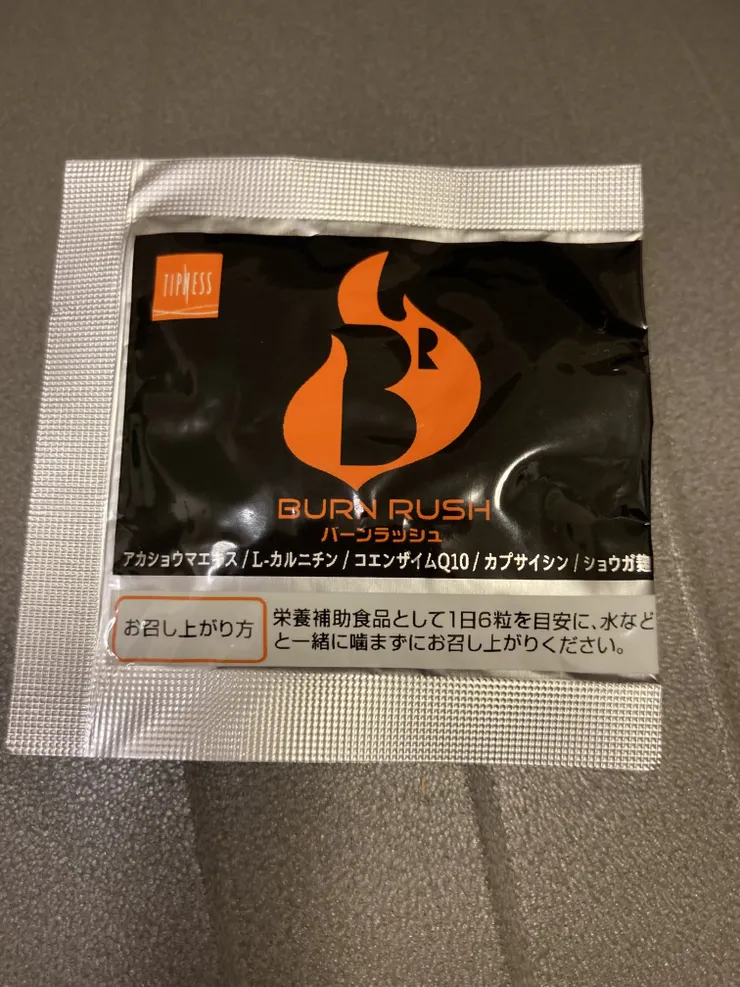 TIPNESS
BR
BURN RUSH
バーンラッシュ
アカショウマエキス / L-カルニチン / コエンザイムQ10 / カプサイシン / ショウガ麹
お召し上がり方
栄養補助食品として1日6粒を目安に、水など
と一緒に噛まずにお召し上がりください。